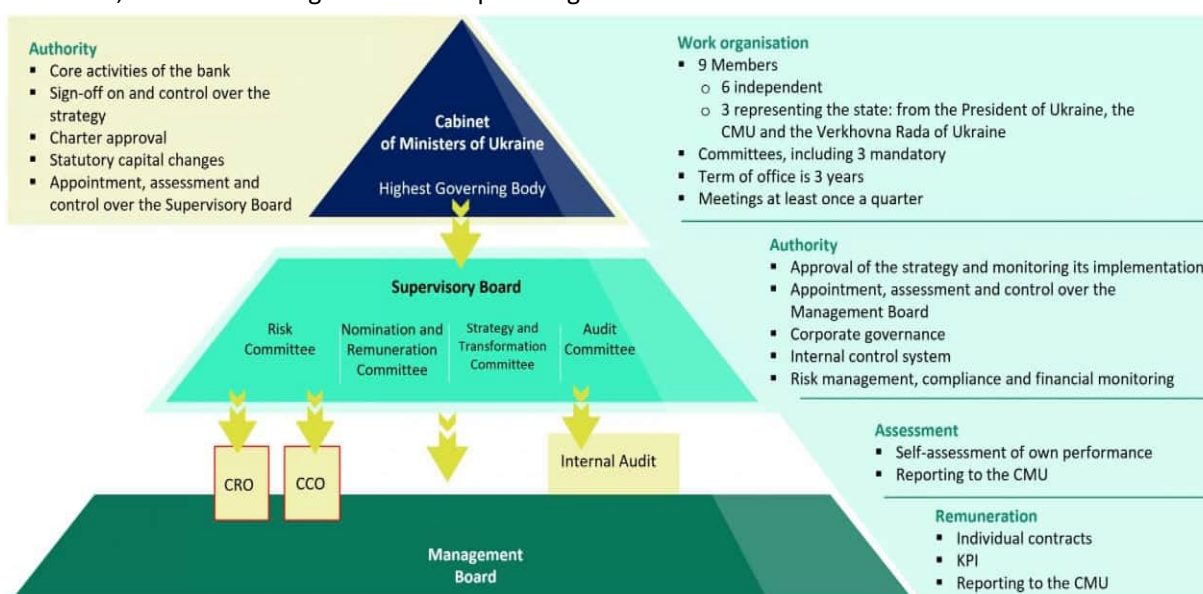 Authority
▪ Core activities of the bank
▪ Sign-off on and control over the
strategy
▪ Charter approval
▪ Statutory capital changes
▪ Appointment, assessment and
control over the Supervisory Board
Cabinet
of Ministers of Ukraine
Highest Governing Body
Work organisation
▪ 9 Members
o 6 independent
o 3 representing the state: from the President of Ukraine, the
CMU and the Verkhovna Rada of Ukraine
▪ Committees, including 3 mandatory
▪ Term of office is 3 years
▪ Meetings at least once a quarter
Supervisory Board
Risk
Committee
Nomination and
Remuneration
Committee
Strategy and
Transformation
Committee
Audit
Committee
Authority
▪ Approval of the strategy and monitoring its implementation
▪ Appointment, assessment and control over the
Management Board
▪ Corporate governance
▪ Internal control system
▪ Risk management, compliance and financial monitoring
CRO
CCO
Internal Audit
Assessment
▪ Self-assessment of own performance
▪ Reporting to the CMU
Management
Board
Remuneration
▪ Individual contracts
▪ KPI
▪ Reporting to the CMU